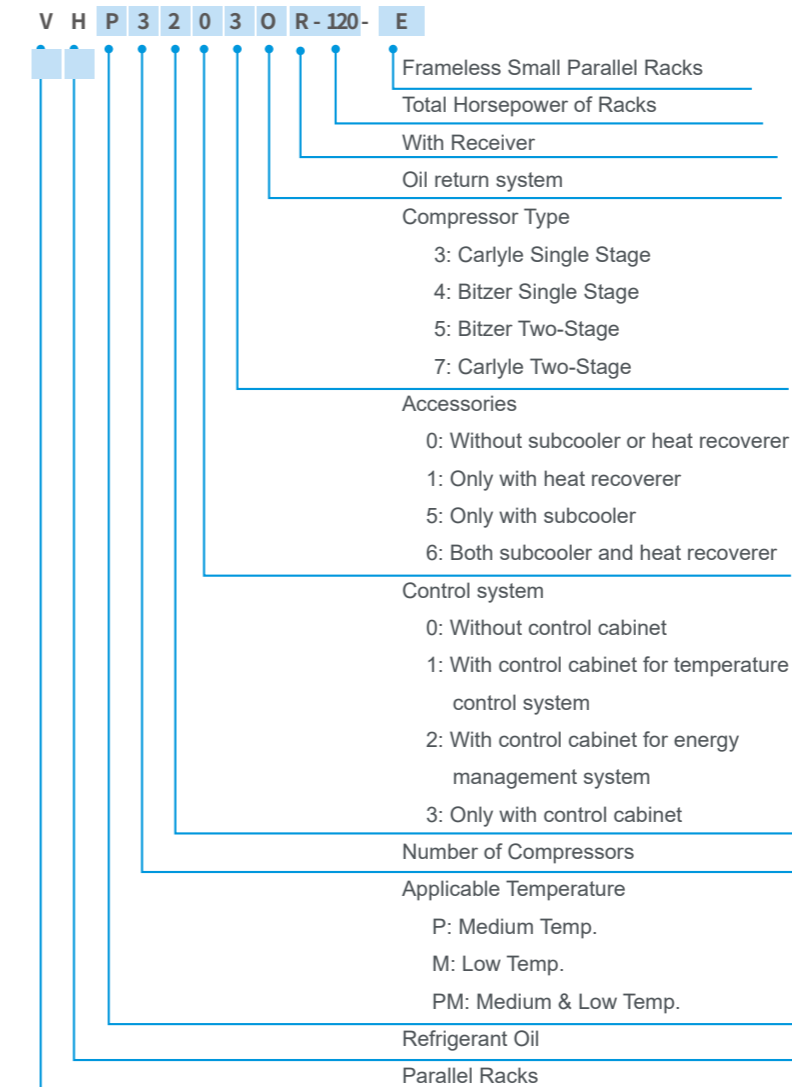 V H P 3 2 0 3 O R - 120 - E
Frameless Small Parallel Racks
Total Horsepower of Racks
With Receiver
Oil return system
Compressor Type
3: Carlyle Single Stage
4: Bitzer Single Stage
5: Bitzer Two-Stage
7: Carlyle Two-Stage
Accessories
0: Without subcooler or heat recoverer
1: Only with heat recoverer
5: Only with subcooler
6: Both subcooler and heat recoverer
Control system
0: Without control cabinet
1: With control cabinet for temperature
control system
2: With control cabinet for energy
management system
3: Only with control cabinet
Number of Compressors
Applicable Temperature
P: Medium Temp.
M: Low Temp.
PM: Medium & Low Temp.
Refrigerant Oil
Parallel Racks